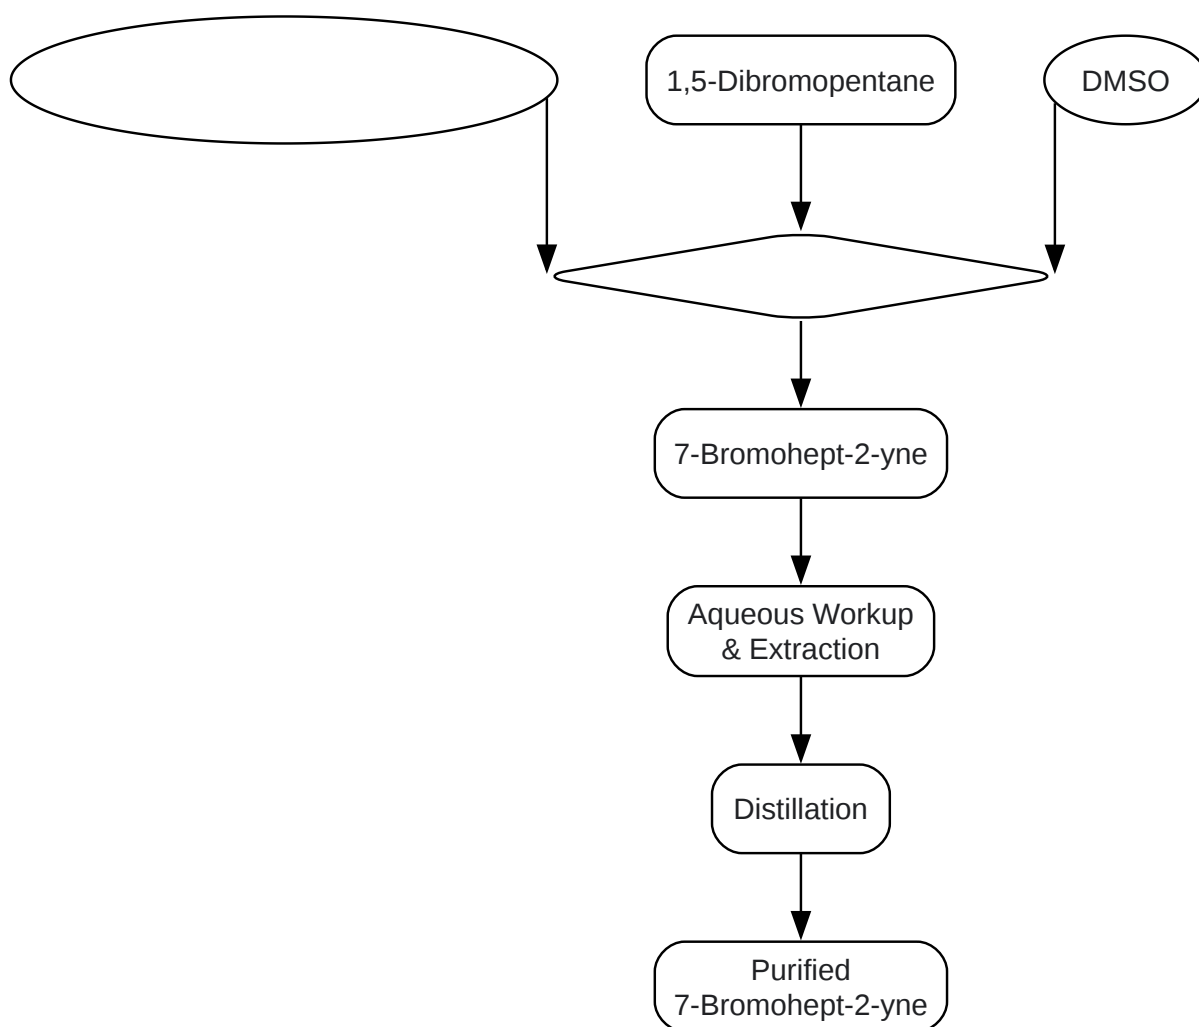 1,5-Dibromopentane
DMSO
7-Bromohept-2-yne
Aqueous Workup
& Extraction
Distillation
Purified
7-Bromohept-2-yne